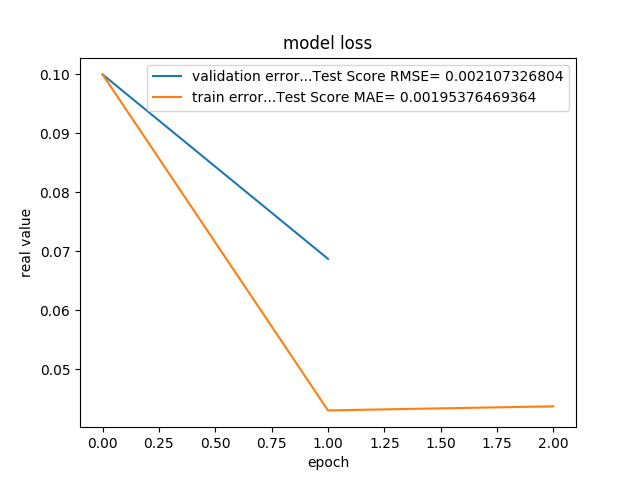 model loss
validation error...Test Score RMSE= 0.002107326804
train error...Test Score MAE= 0.00195376469364
0.10
0.09
0.08
0.07
0.06
0.05
real value
0.00 0.25 0.50 0.75 1.00 1.25 1.50 1.75 2.00
epoch